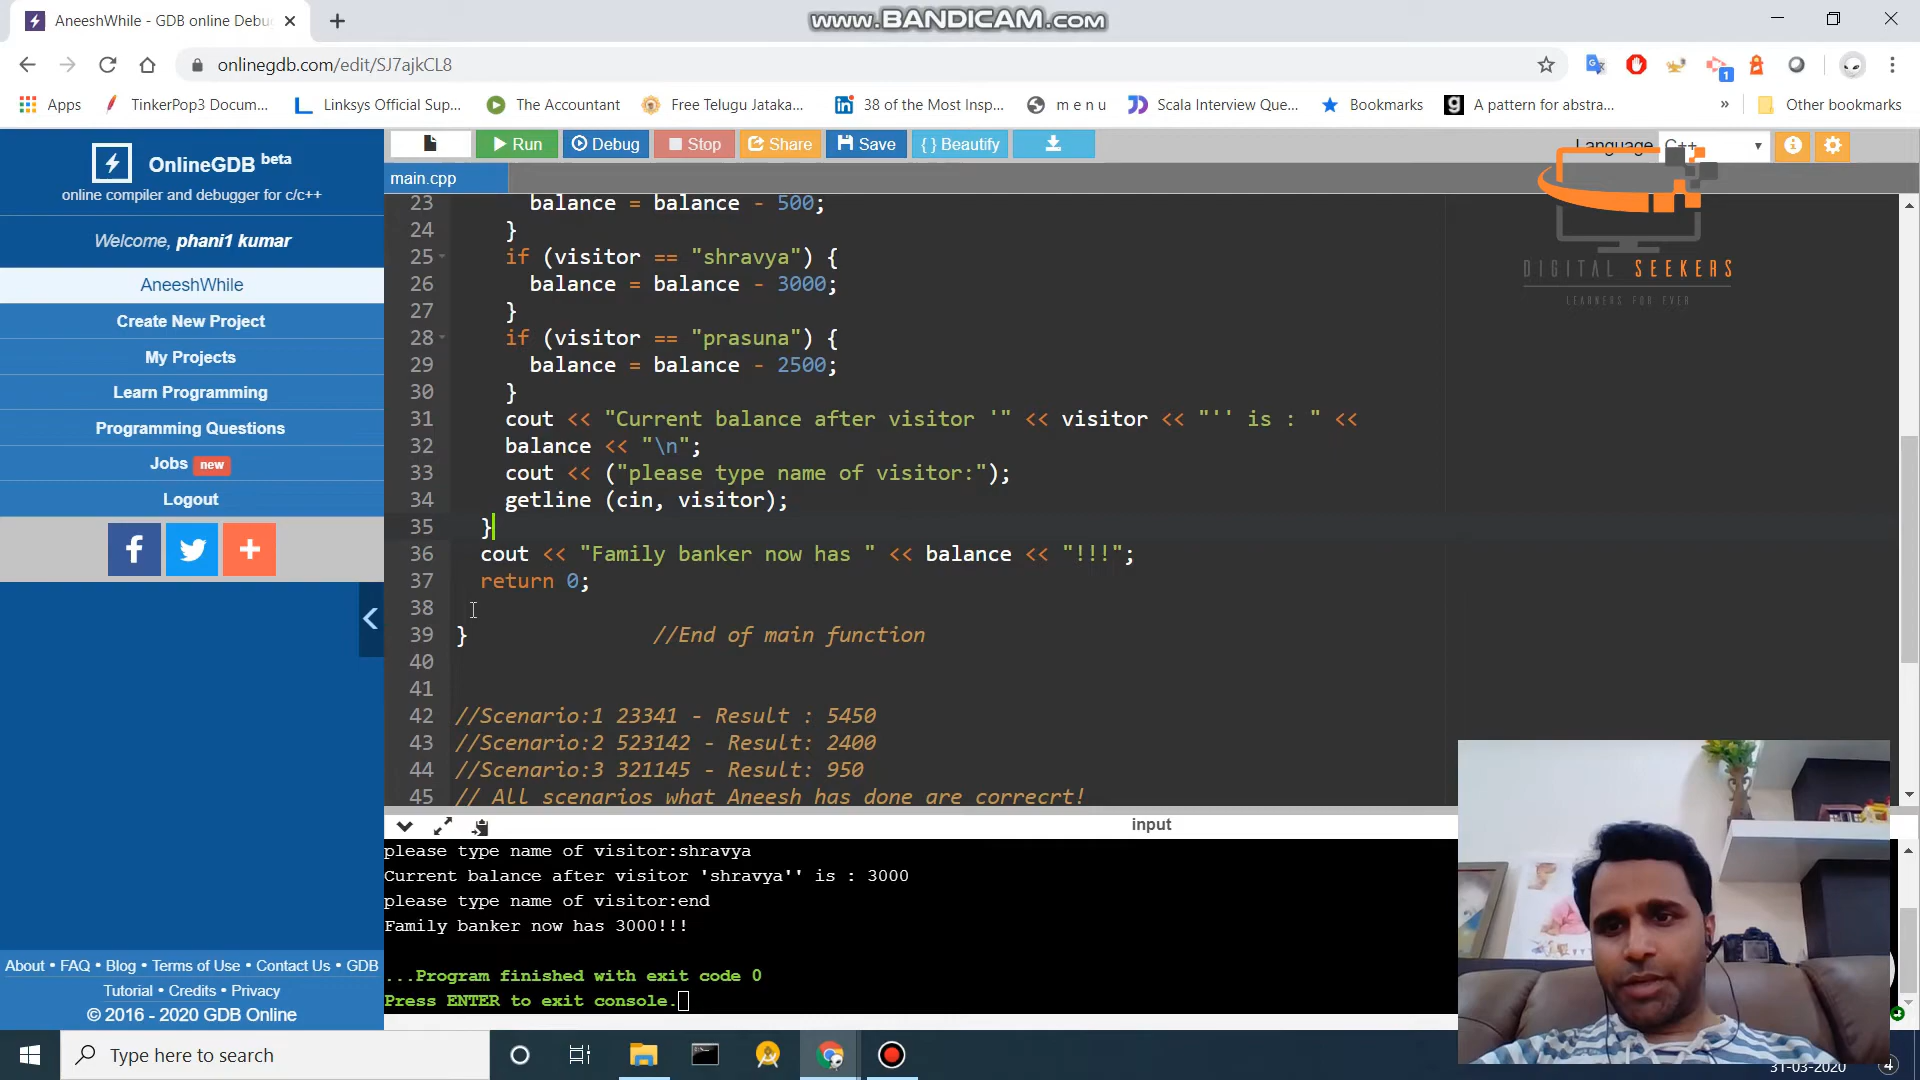 AneeshWhile - GDB online Debu
www.BANDICAM.com
onlinegdb.com/edit/SJ7ajkCL8
1
Apps
TinkerPop3 Docum...
Linksys Official Sup...
The Accountant
Free Telugu Jataka...
38 of the Most Insp...
m e n u
Scala Interview Que...
Bookmarks
A pattern for abstra...
»
Other bookmarks
OnlineGDB beta
online compiler and debugger for c/c++
Welcome, phani1 kumar
AneeshWhile
Create New Project
My Projects
Learn Programming
Programming Questions
Jobs new
Logout
About • FAQ • Blog • Terms of Use • Contact Us • GDB
Tutorial • Credits • Privacy
© 2016 - 2020 GDB Online
Run
Debug
Stop
Share
Save
{ } Beautify
Language C++
main.cpp
DIGITAL SEEKERS
LEARNERS FOR EVER
23 balance = balance - 500;
24 }
25 if (visitor == "shravya") {
26 balance = balance - 3000;
27 }
28 if (visitor == "prasuna") {
29 balance = balance - 2500;
30 }
31 cout << "Current balance after visitor '" << visitor << "'' is : " <<
32 balance << "\n";
33 cout << ("please type name of visitor:");
34 getline (cin, visitor);
35 }
36 cout << "Family banker now has " << balance << "!!!";
37 return 0;
38
39 } //End of main function
40
41
42 //Scenario:1 23341 - Result : 5450
43 //Scenario:2 523142 - Result: 2400
44 //Scenario:3 321145 - Result: 950
45 // All scenarios what Aneesh has done are correcrt!
input
please type name of visitor:shravya
Current balance after visitor 'shravya'' is : 3000
please type name of visitor:end
Family banker now has 3000!!!
...Program finished with exit code 0
Press ENTER to exit console.
Type here to search
31-03-2020
4